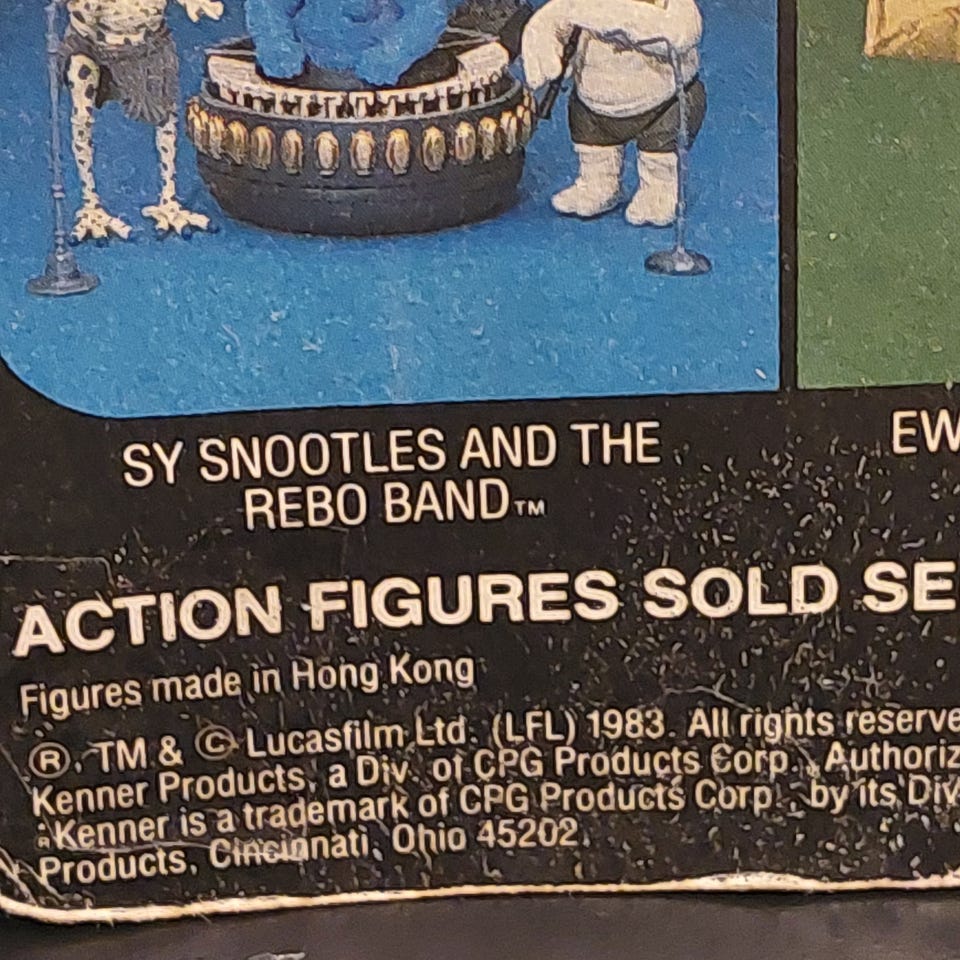 SY SNOOTLES AND THE
REBO BAND™
EW
ACTION FIGURES SOLD SE
Figures made in Hong Kong
®, TM & © Lucasfilm Ltd. (LFL) 1983. All rights reserve
Kenner Products, a Div. of CPG Products Corp., Authoriz
Kenner is a trademark of CPG Products Corp., by its Div
Products, Cincinnati, Ohio 45202.